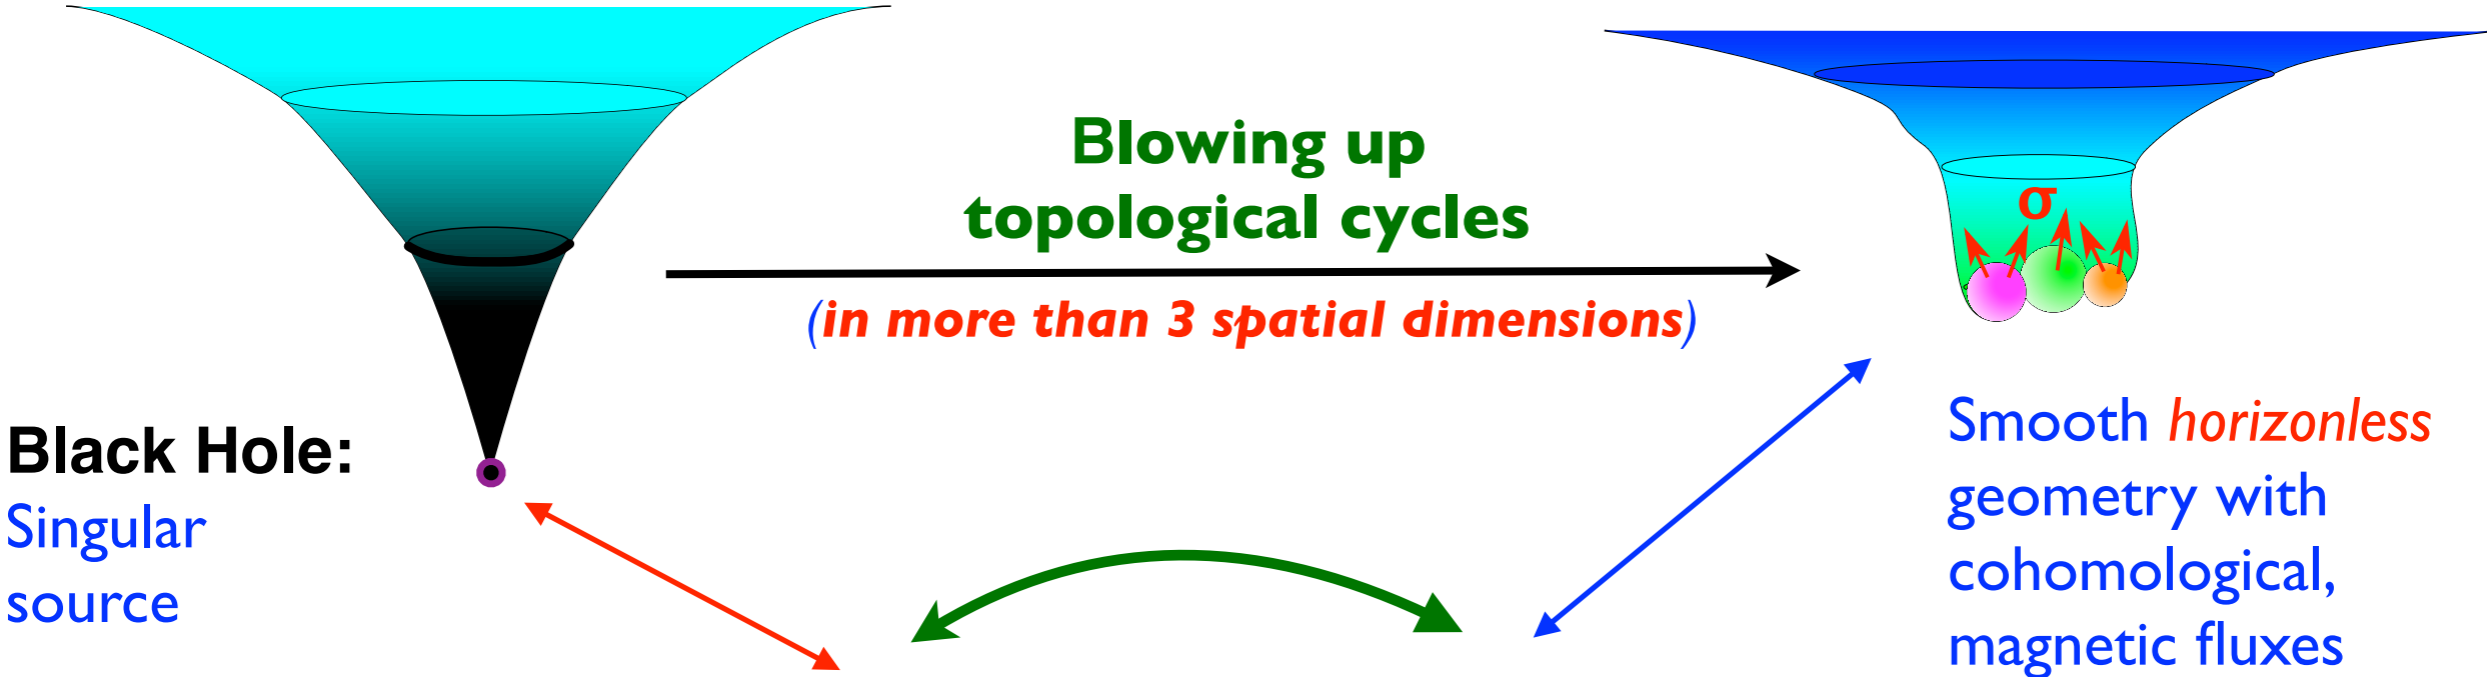 Blowing up
topological cycles
(in more than 3 spatial dimensions)
σ
Black Hole:
Singular
source
Smooth horizonless
geometry with
cohomological,
magnetic fluxes